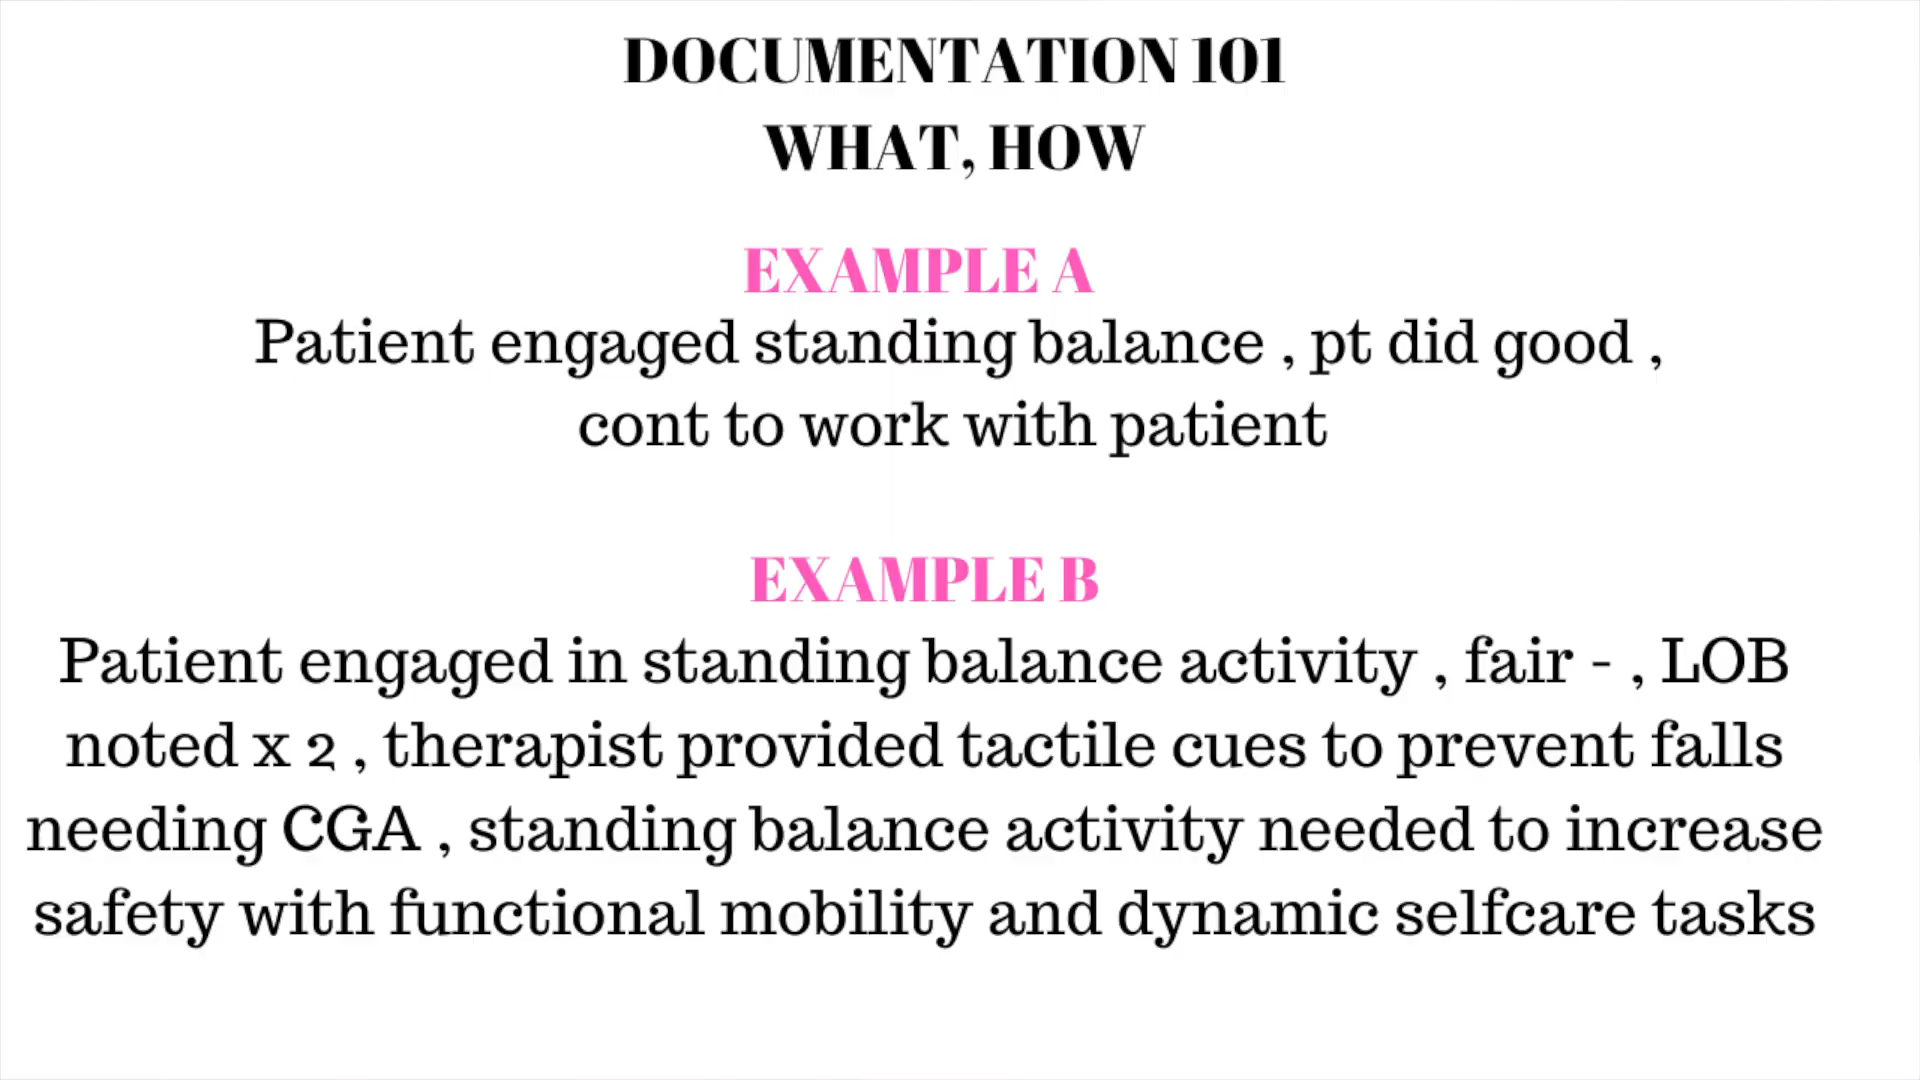 DOCUMENTATION 101
WHAT, HOW
EXAMPLE A
Patient engaged standing balance , pt did good ,
cont to work with patient
EXAMPLE B
Patient engaged in standing balance activity , fair - , LOB
noted x 2 , therapist provided tactile cues to prevent falls
needing CGA , standing balance activity needed to increase
safety with functional mobility and dynamic selfcare tasks